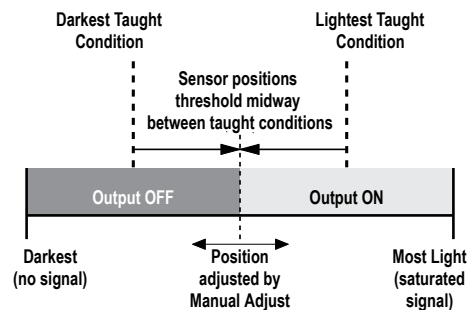 Darkest Taught
Condition
Lightest Taught
Condition
Sensor positions
threshold midway
between taught conditions
Output OFF
Output ON
Darkest
(no signal)
Position
adjusted by
Manual Adjust
Most Light
(saturated
signal)